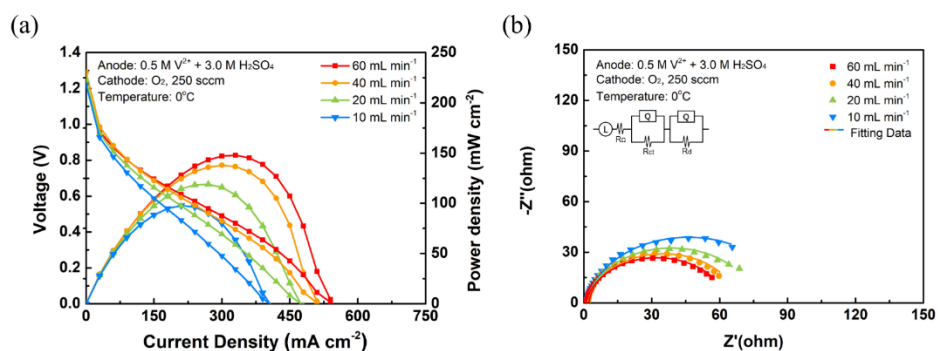 (a)
1.4
1.2
1.0
0.8
0.6
0.4
0.2
0.0
Voltage (V)
Anode: 0.5 M V²⁺ + 3.0 M H₂SO₄
Cathode: O₂, 250 sccm
Temperature: 0°C
60 mL min⁻¹
40 mL min⁻¹
20 mL min⁻¹
10 mL min⁻¹
250
200
150
100
50
0
Power density (mW cm⁻²)
0 150 300 450 600 750
Current Density (mA cm⁻²)
(b)
150
120
90
60
30
0
-Z'(ohm)
Anode: 0.5 M V²⁺ + 3.0 M H₂SO₄
Cathode: O₂, 250 sccm
Temperature: 0°C
60 mL min⁻¹
40 mL min⁻¹
20 mL min⁻¹
10 mL min⁻¹
Fitting Data
Q Q
L RΩ Rct Rd
0 30 60 90 120 150
Z'(ohm)